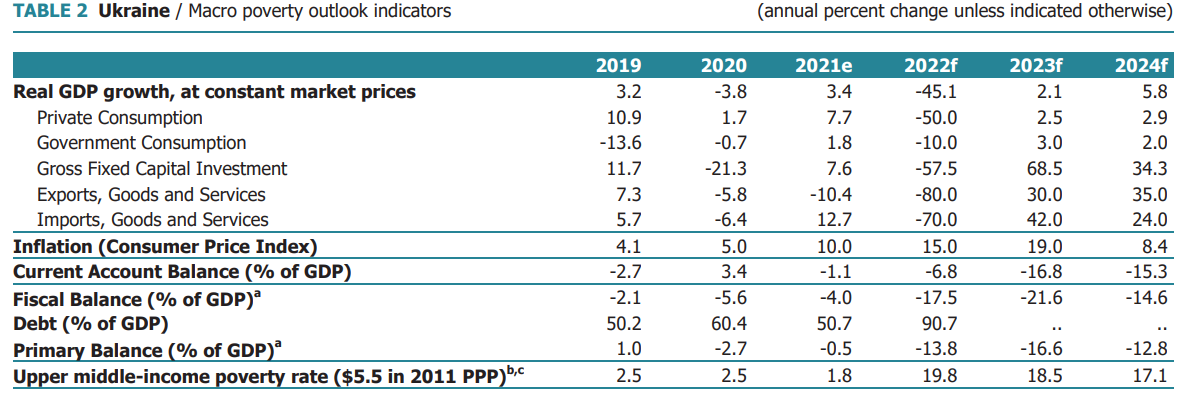 TABLE 2 Ukraine / Macro poverty outlook indicators (annual percent change unless indicated otherwise)
2019 2020 2021e 2022f 2023f 2024f
Real GDP growth, at constant market prices 3.2 -3.8 3.4 -45.1 2.1 5.8
Private Consumption 10.9 1.7 7.7 -50.0 2.5 2.9
Government Consumption -13.6 -0.7 1.8 -10.0 3.0 2.0
Gross Fixed Capital Investment 11.7 -21.3 7.6 -57.5 68.5 34.3
Exports, Goods and Services 7.3 -5.8 -10.4 -80.0 30.0 35.0
Imports, Goods and Services 5.7 -6.4 12.7 -70.0 42.0 24.0
Inflation (Consumer Price Index) 4.1 5.0 10.0 15.0 19.0 8.4
Current Account Balance (% of GDP) -2.7 3.4 -1.1 -6.8 -16.8 -15.3
Fiscal Balance (% of GDP)a -2.1 -5.6 -4.0 -17.5 -21.6 -14.6
Debt (% of GDP) 50.2 60.4 50.7 90.7 .. ..
Primary Balance (% of GDP)a 1.0 -2.7 -0.5 -13.8 -16.6 -12.8
Upper middle-income poverty rate ($5.5 in 2011 PPP)b,c 2.5 2.5 1.8 19.8 18.5 17.1